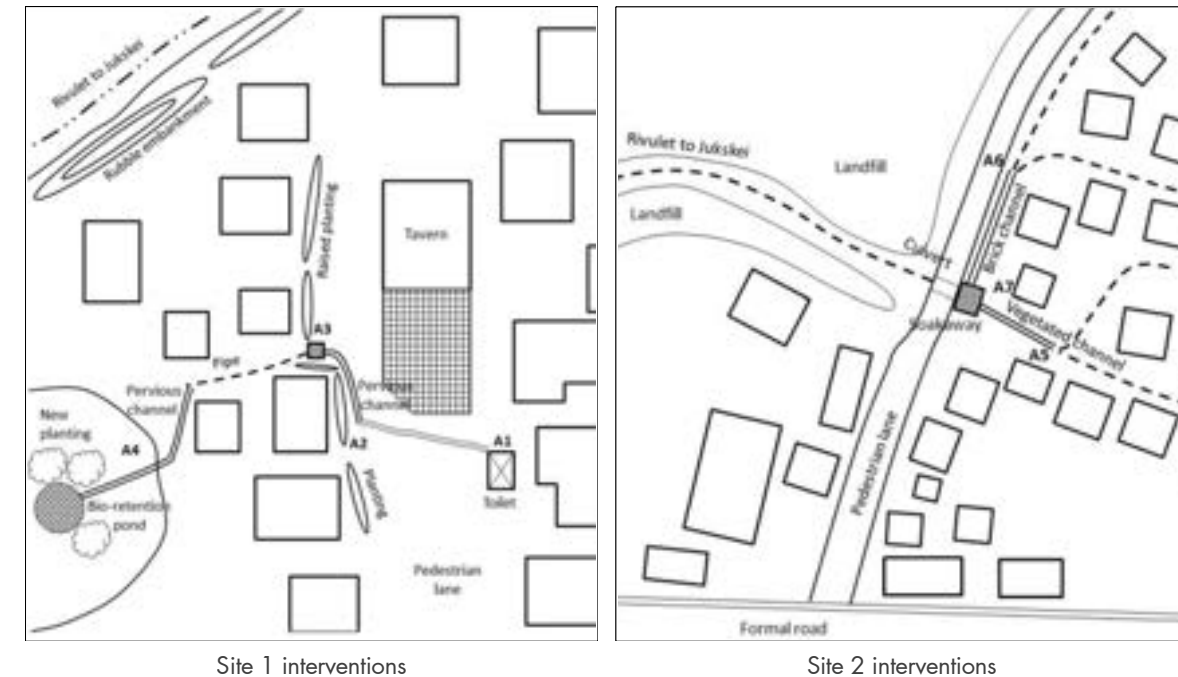 Rivulet to Jukskei
Rubble embankment
Raised planting
Tavern
A3
Pipe
Pervious
channel
Pervious
channel
New
planting
A4
A2
A1
Toilet
Planting
Bio-retention
pond
Pedestrian
lane
Site 1 interventions
Rivulet to Jukskei
Landfill
Landfill
A6
Brick channel
Culvert
A7
Soakaway
Vegetated channel
A5
Pedestrian lane
Formal road
Site 2 interventions